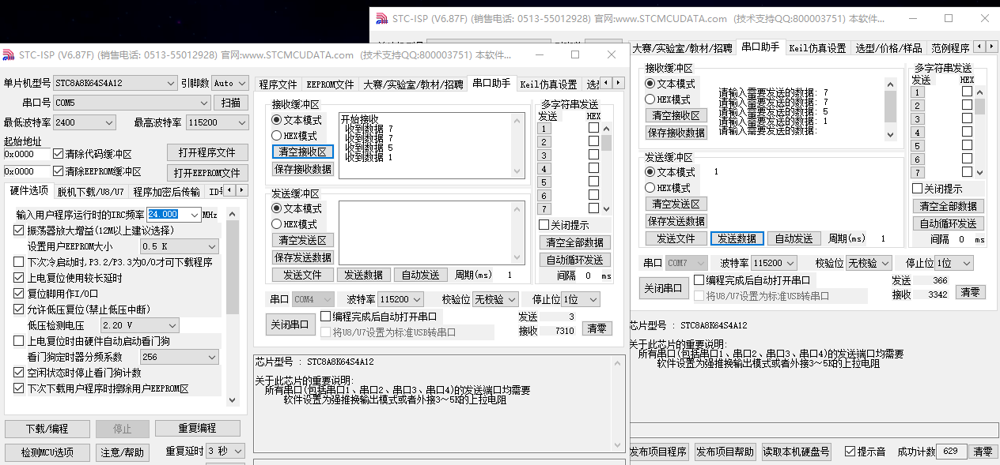 STC-ISP (V6.87F) (销售电话: 0513-55012928) 官网:www.STCMCUDATA.com  (技术支持QQ:800003751) 本软件...
大赛/实验室/教材/招聘 串口助手 Keil仿真设置 选型/价格/样品 范例程序
接收缓冲区
文本模式
HEX模式
清空接收区
保存接收数据
请输入需要发送的数据: 7
请输入需要发送的数据: 7
请输入需要发送的数据: 5
请输入需要发送的数据: 1
请输入需要发送的数据:
多字符串发送
发送 HEX
1
2
3
4
5
6
7
发送缓冲区
文本模式
HEX模式
清空发送区
保存发送数据
1
关闭提示
清空全部数据
自动循环发送
间隔 0 ms
发送文件 发送数据 自动发送 周期(ms) 1
串口 COM7 波特率 115200 校验位 无校验 停止位 1位
关闭串口
编程完成后自动打开串口
将U8/U7设置为标准USB转串口
发送 366
接收 3342
清零
芯片型号 : STC8A8K64S4A12
关于此芯片的重要说明:
所有串口(包括串口1、串口2、串口3、串口4)的发送端口均需要
软件设置为强推挽输出模式或者外接3～5K的上拉电阻
发布项目程序 发布项目帮助 读取本机硬盘号 提示音 成功计数 629 清零
STC-ISP (V6.87F) (销售电话: 0513-55012928) 官网:www.STCMCUDATA.com  (技术支持QQ:800003751) 本软件...
单片机型号 STC8A8K64S4A12 引脚数 Auto
串口号 COM5 扫描
最低波特率 2400 最高波特率 115200
起始地址
0x0000 清除代码缓冲区 打开程序文件
0x0000 清除EEPROM缓冲区 打开EEPROM文件
硬件选项 脱机下载/U8/U7 程序加密后传输
输入用户程序运行时的IRC频率 24.000 MHz
振荡器放大增益(12M以上建议选择)
设置用户EEPROM大小 0.5 K
下次冷启动时,P3.2/P3.3为0/0才可下载程序
上电复位使用较长延时
复位脚用作I/O口
允许低压复位(禁止低压中断)
低压检测电压 2.20 V
上电复位时由硬件自动启动看门狗
看门狗定时器分频系数 256
空闲状态时停止看门狗计数
下次下载用户程序时擦除用户EEPROM区
下载/编程 停止 重复编程
检测MCU选项 注意/帮助 重复延时 3 秒
程序文件 EEPROM文件 大赛/实验室/教材/招聘 串口助手 Keil仿真设置
接收缓冲区
文本模式
HEX模式
清空接收区
保存接收数据
开始接收
收到数据 7
收到数据 7
收到数据 5
收到数据 1
多字符串发送
发送 HEX
1
2
3
4
5
6
7
发送缓冲区
文本模式
HEX模式
清空发送区
保存发送数据
关闭提示
清空全部数据
自动循环发送
间隔 0 ms
发送文件 发送数据 自动发送 周期(ms) 1
串口 COM4 波特率 115200 校验位 无校验 停止位 1位
关闭串口
编程完成后自动打开串口
将U8/U7设置为标准USB转串口
发送 3
接收 7310
清零
芯片型号 : STC8A8K64S4A12
关于此芯片的重要说明:
所有串口(包括串口1、串口2、串口3、串口4)的发送端口均需要
软件设置为强推挽输出模式或者外接3～5K的上拉电阻